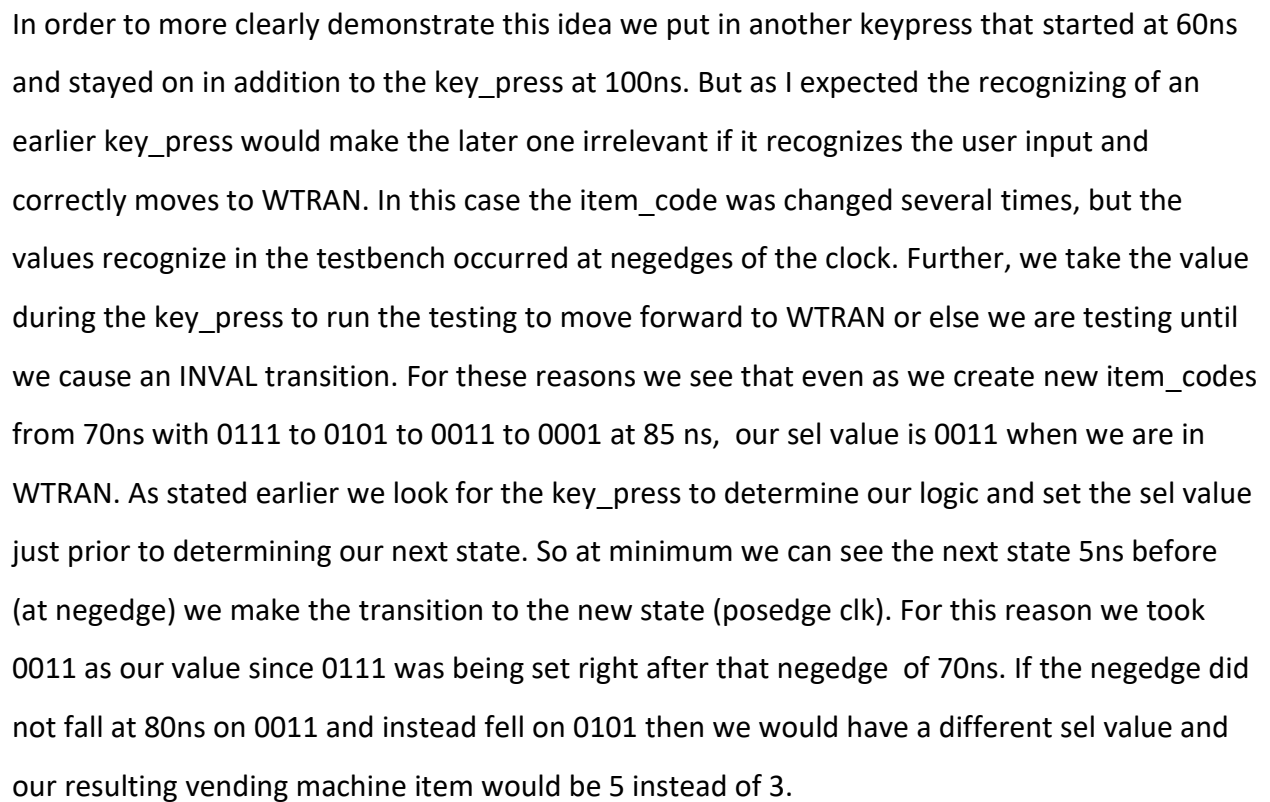 In order to more clearly demonstrate this idea we put in another keypress that started at 60ns
and stayed on in addition to the key_press at 100ns. But as I expected the recognizing of an
earlier key_press would make the later one irrelevant if it recognizes the user input and
correctly moves to WTRAN. In this case the item_code was changed several times, but the
values recognize in the testbench occurred at negedges of the clock. Further, we take the value
during the key_press to run the testing to move forward to WTRAN or else we are testing until
we cause an INVAL transition. For these reasons we see that even as we create new item_codes
from 70ns with 0111 to 0101 to 0011 to 0001 at 85 ns,  our sel value is 0011 when we are in
WTRAN. As stated earlier we look for the key_press to determine our logic and set the sel value
just prior to determining our next state. So at minimum we can see the next state 5ns before
(at negedge) we make the transition to the new state (posedge clk). For this reason we took
0011 as our value since 0111 was being set right after that negedge  of 70ns. If the negedge did
not fall at 80ns on 0011 and instead fell on 0101 then we would have a different sel value and
our resulting vending machine item would be 5 instead of 3.